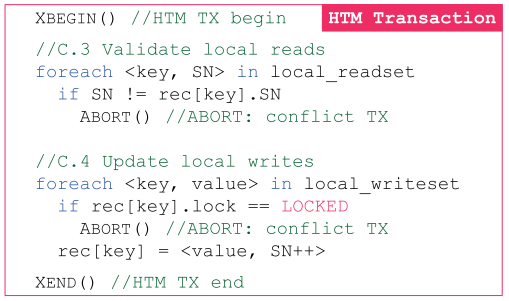 HTM Transaction
XBEGIN() //HTM TX begin
//C.3 Validate local reads
foreach <key, SN> in local_readset
if SN != rec[key].SN
ABORT() //ABORT: conflict TX
//C.4 Update local writes
foreach <key, value> in local_writeset
if rec[key].lock == LOCKED
ABORT() //ABORT: conflict TX
rec[key] = <value, SN++>
XEND() //HTM TX end